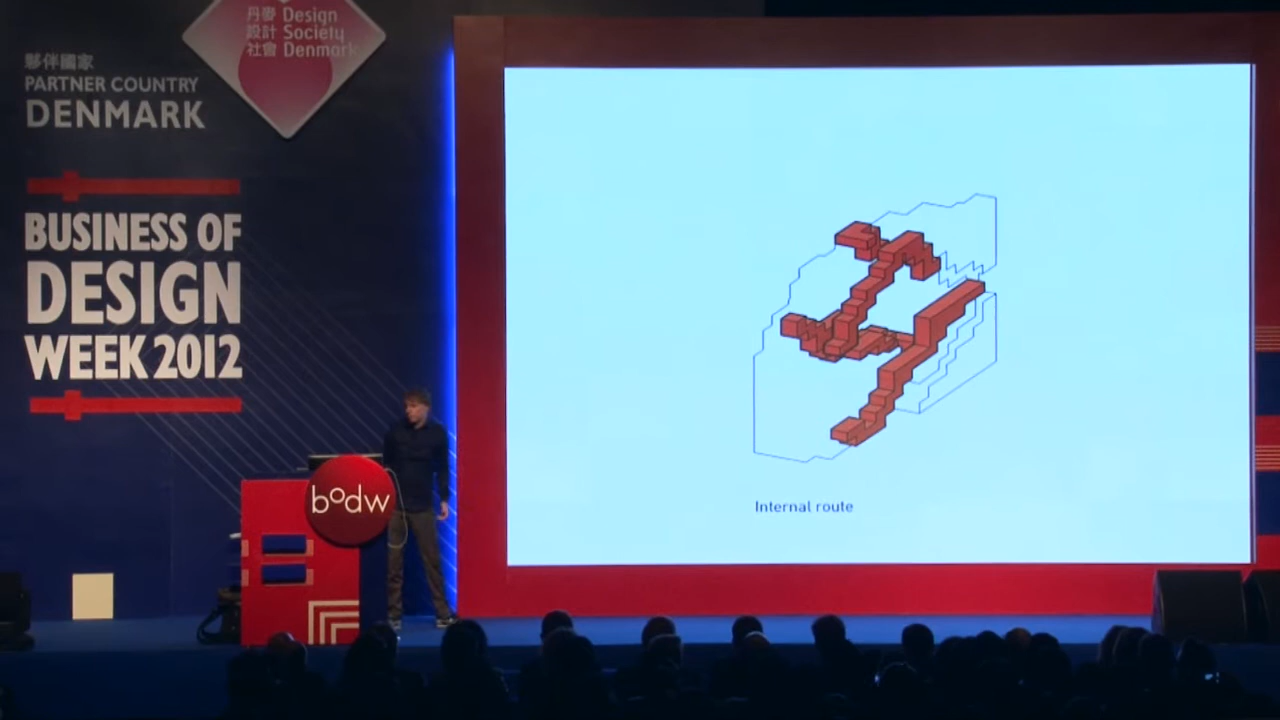 丹麥 Design
設計 Society
社會 Denmark
夥伴國家
PARTNER COUNTRY
DENMARK
BUSINESS OF
DESIGN
WEEK 2012
bodw
Internal route